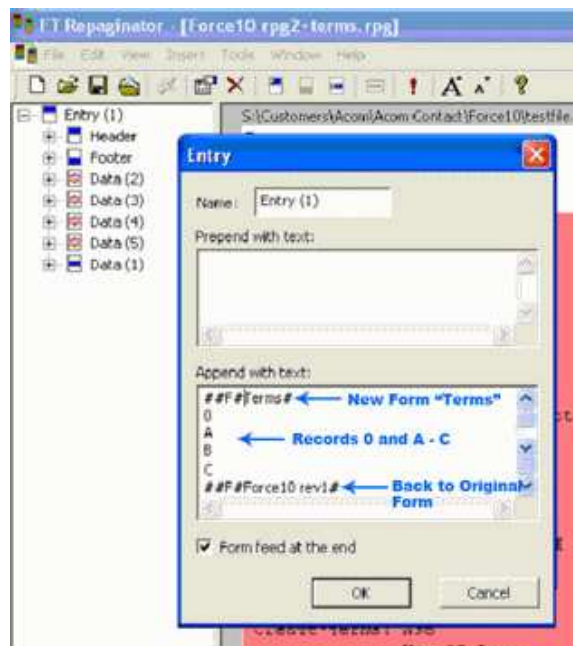 FT Repaginator - [Force10 rpg2-terms.rpg]
File Edit View Insert Tools Window Help
Entry (1)
Header
Footer
Data (2)
Data (3)
Data (4)
Data (5)
Data (1)
S:\Customers\Acom\Acom Contact\Force10\testfile.
Entry
Name:
Entry (1)
Prepend with text:
Append with text:
##F#Terms#
New Form "Terms"
0
A
B
C
Records 0 and A - C
##F#Force10 rev1#
Back to Original Form
Form feed at the end
OK
Cancel